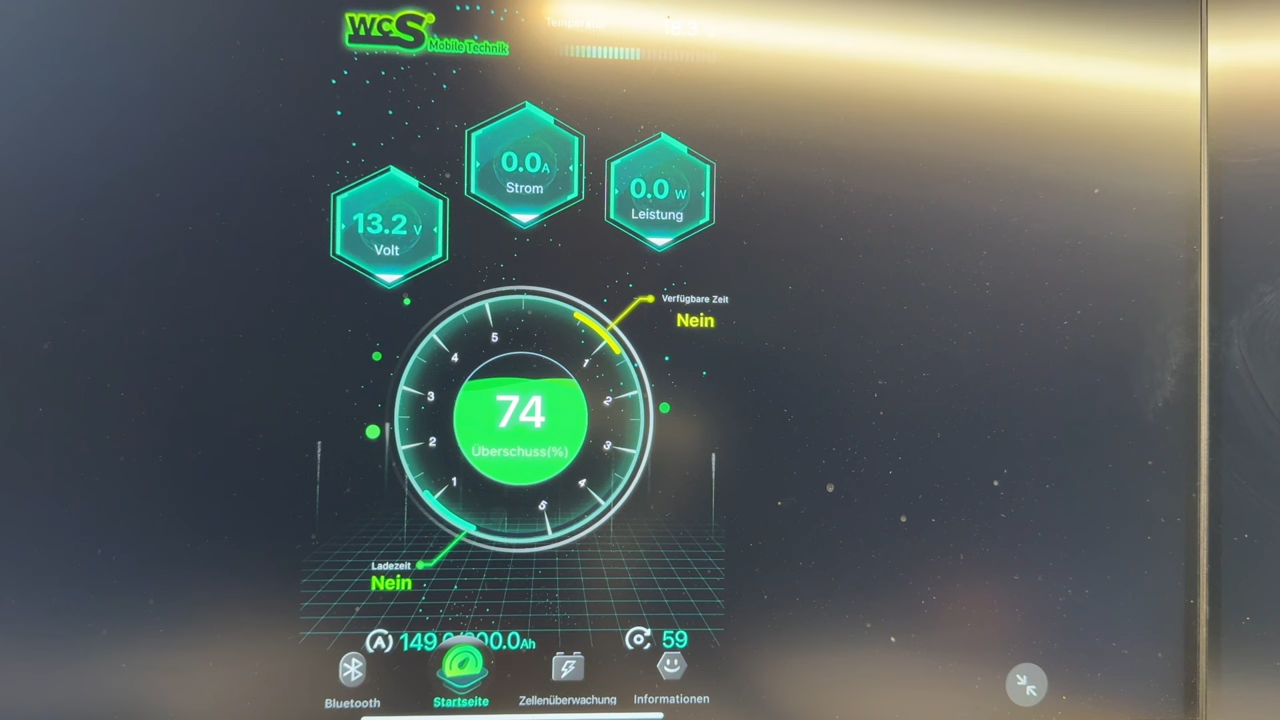 WCS®
Mobile Technik
0.0 A
Strom
0.0 W
Leistung
13.2 V
Volt
Verfügbare Zeit
Nein
5
4
3
2
1
1
2
3
4
5
74
Überschuss(%)
Ladezeit
Nein
59
Bluetooth
Startseite
Zellenüberwachung
Informationen